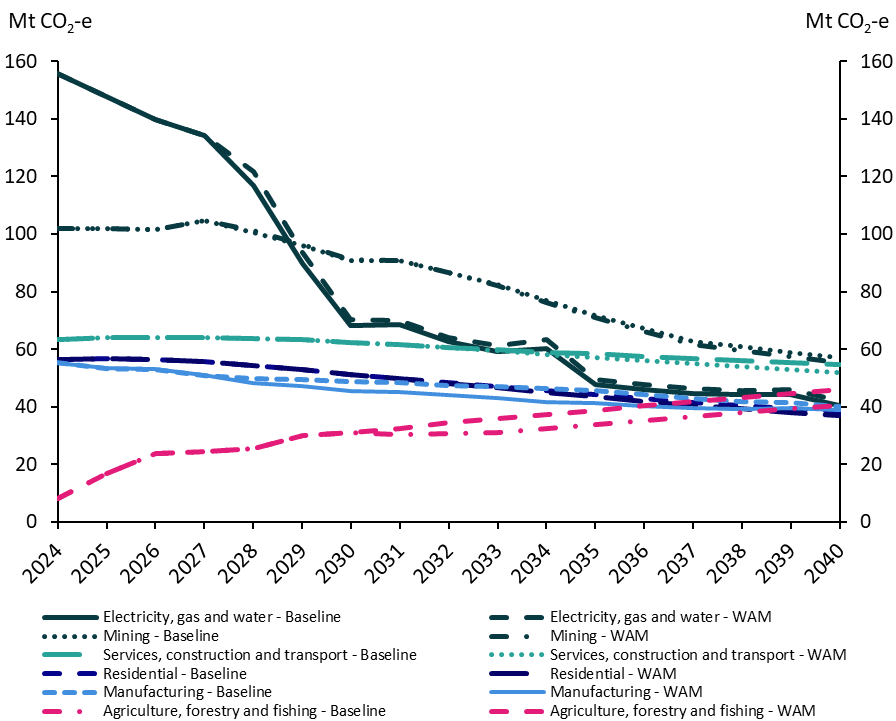 Mt CO₂-e Mt CO₂-e
160 160
140 140
120 120
100 100
80 80
60 60
40 40
20 20
0 0
2024 2025 2026 2027 2028 2029 2030 2031 2032 2033 2034 2035 2036 2037 2038 2039 2040
Electricity, gas and water - Baseline Electricity, gas and water - WAM
Mining - Baseline Mining - WAM
Services, construction and transport - Baseline Services, construction and transport - WAM
Residential - Baseline Residential - WAM
Manufacturing - Baseline Manufacturing - WAM
Agriculture, forestry and fishing - Baseline Agriculture, forestry and fishing - WAM